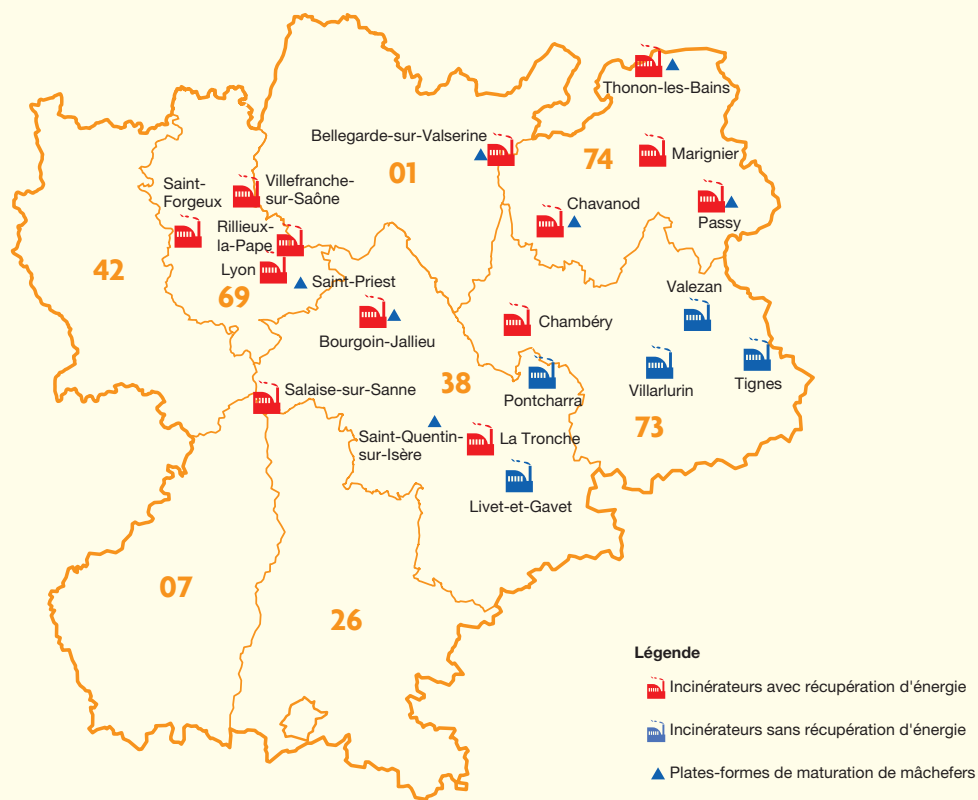 Thonon-les-Bains
Bellegarde-sur-Valserine
01
74
Marignier
Saint-
Forgeux
Villefranche-
sur-Saône
Chavanod
Passy
Rillieux-
la-Pape
42
Lyon
69
Saint-Priest
Valezan
Bourgoin-Jallieu
Chambéry
Salaise-sur-Sanne
38
Pontcharra
Villarlurin
Tignes
73
Saint-Quentin-
sur-Isère
La Tronche
Livet-et-Gavet
07
26
Légende
Incinérateurs avec récupération d'énergie
Incinérateurs sans récupération d'énergie
Plates-formes de maturation de mâchefers